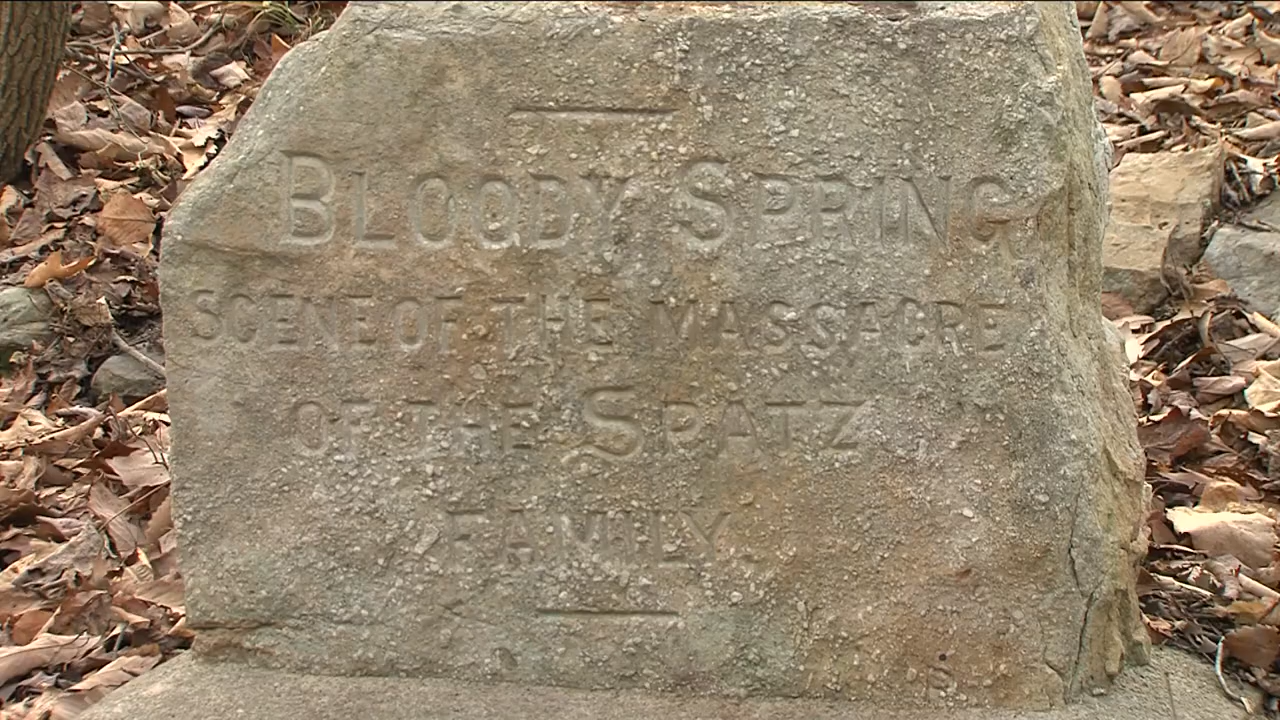 BLOODY SPRING
SCENE OF THE MASSACRE
OF THE SPATZ
FAMILY